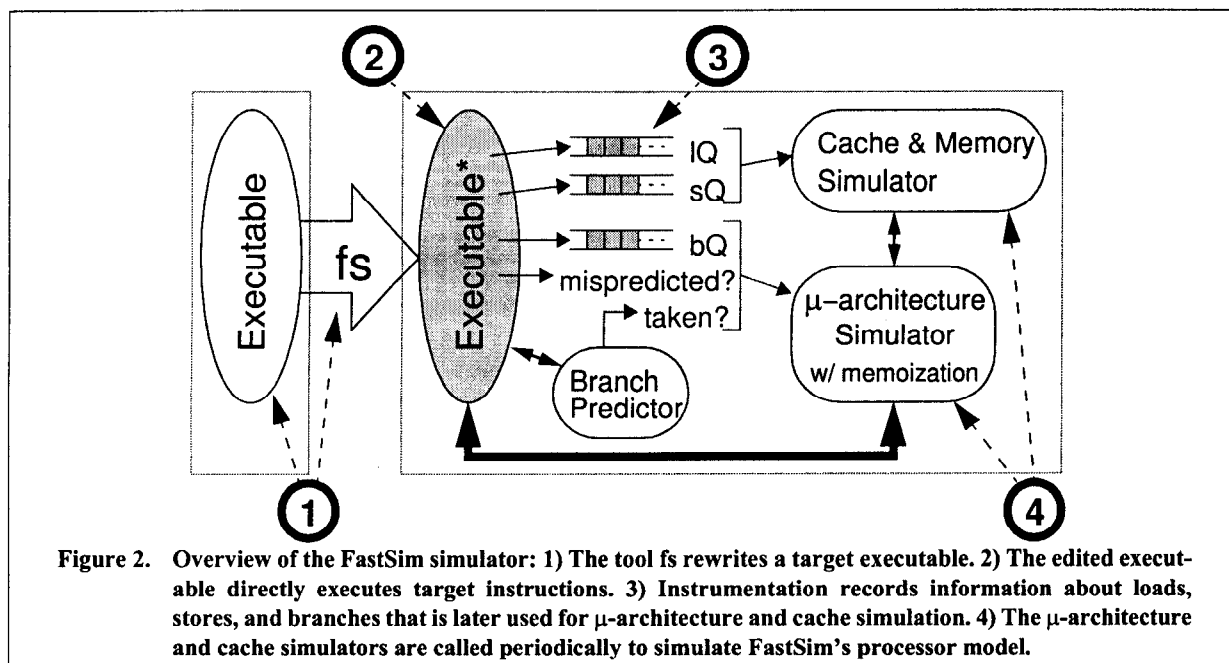 2
3
Executable
fs
Executable*
lQ
sQ
bQ
mispredicted?
taken?
Branch
Predictor
Cache & Memory
Simulator
μ–architecture
Simulator
w/ memoization
1
4
Figure 2. Overview of the FastSim simulator: 1) The tool fs rewrites a target executable. 2) The edited execut-
able directly executes target instructions. 3) Instrumentation records information about loads,
stores, and branches that is later used for μ-architecture and cache simulation. 4) The μ-architecture
and cache simulators are called periodically to simulate FastSim's processor model.